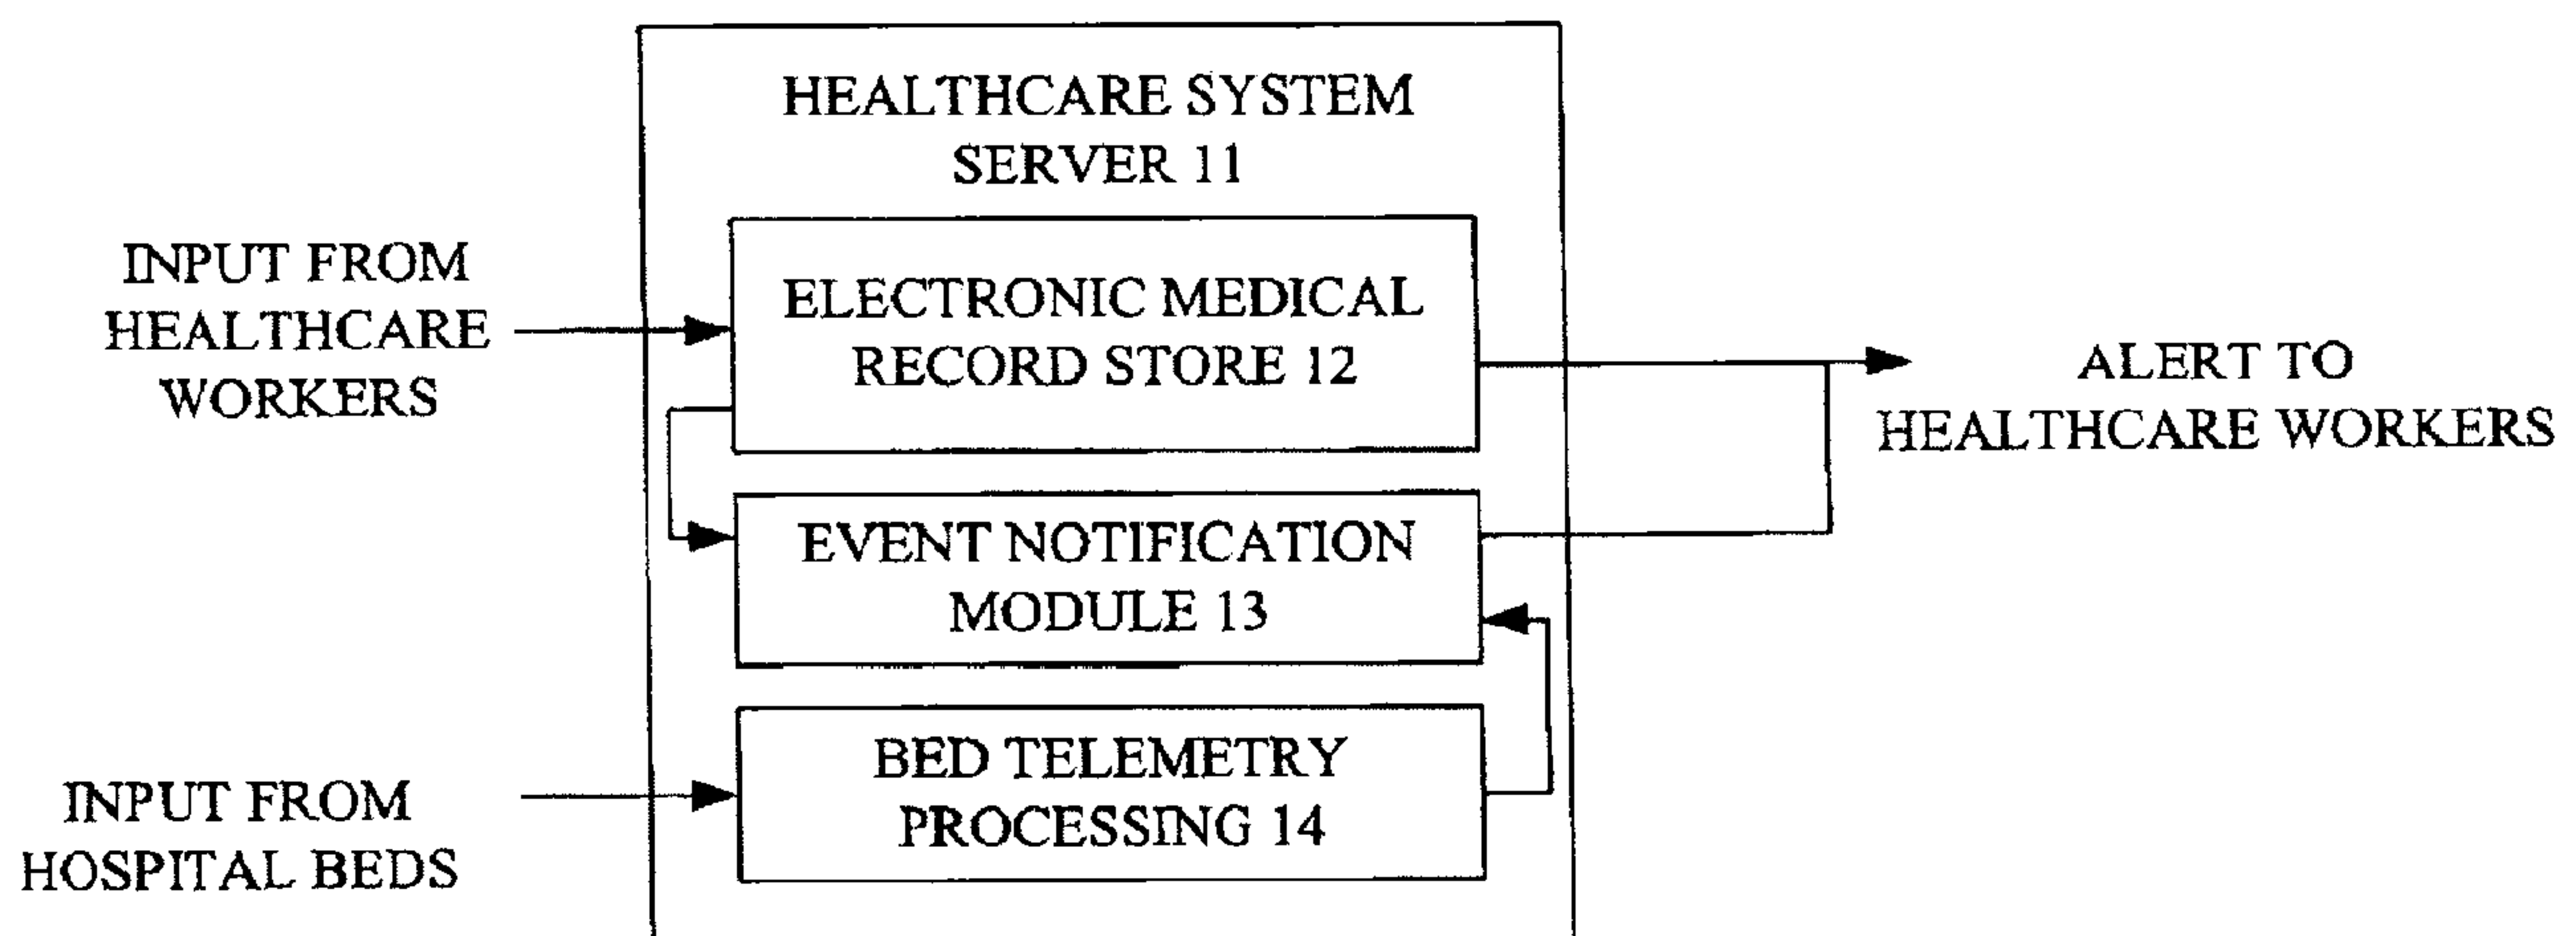 HEALTHCARE SYSTEM
SERVER 11
INPUT FROM
HEALTHCARE
WORKERS
ELECTRONIC MEDICAL
RECORD STORE 12
ALERT TO
HEALTHCARE WORKERS
EVENT NOTIFICATION
MODULE 13
INPUT FROM
HOSPITAL BEDS
BED TELEMETRY
PROCESSING 14